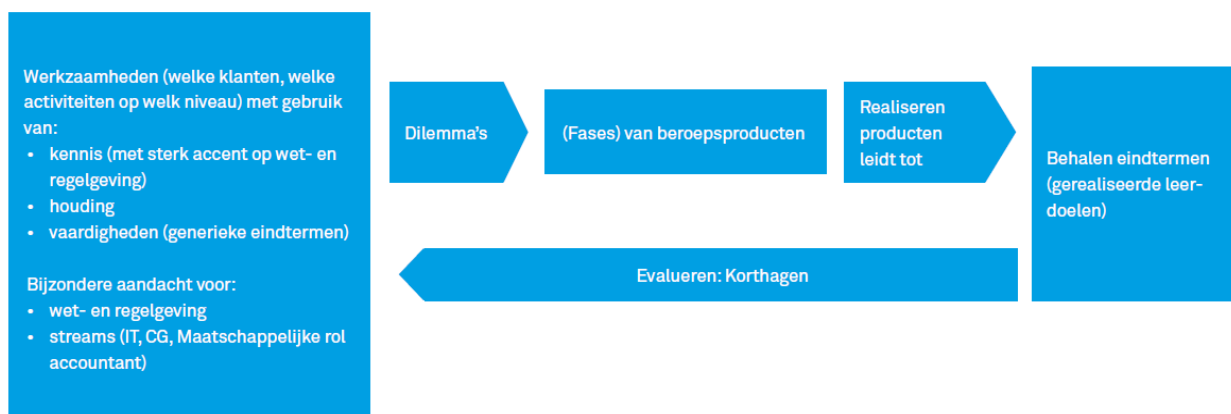 Werkzaamheden (welke klanten, welke
activiteiten op welk niveau) met gebruik
van:
• kennis (met sterk accent op wet- en
regelgeving)
• houding
• vaardigheden (generieke eindtermen)
Bijzondere aandacht voor:
• wet- en regelgeving
• streams (IT, CG, Maatschappelijke rol
accountant)
Dilemma's
(Fases) van beroepsproducten
Realiseren
producten
leidt tot
Behalen eindtermen
(gerealiseerde leer-
doelen)
Evalueren: Korthagen